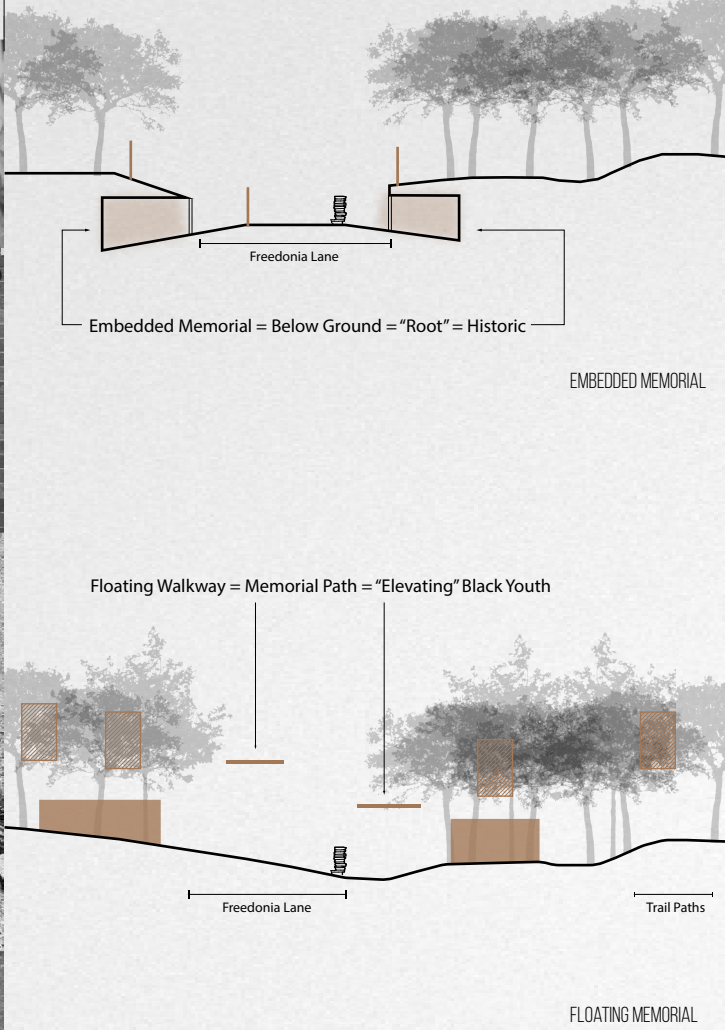 Freedonia Lane
Embedded Memorial = Below Ground = “Root” = Historic
EMBEDDED MEMORIAL
Floating Walkway = Memorial Path = “Elevating” Black Youth
Freedonia Lane
Trail Paths
FLOATING MEMORIAL